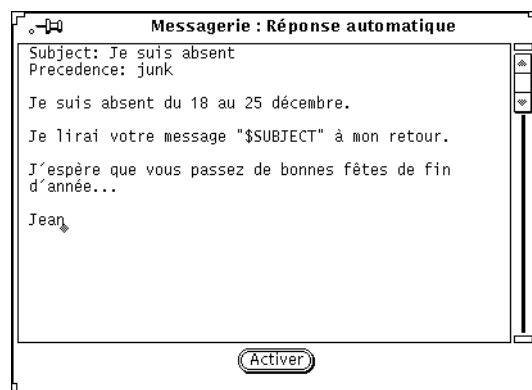 Messagerie : Réponse automatique
Subject: Je suis absent
Precedence: junk
Je suis absent du 18 au 25 décembre.
Je lirai votre message "$SUBJECT" à mon retour.
J´espère que vous passez de bonnes fêtes de fin
d´année...
Jean
Activer